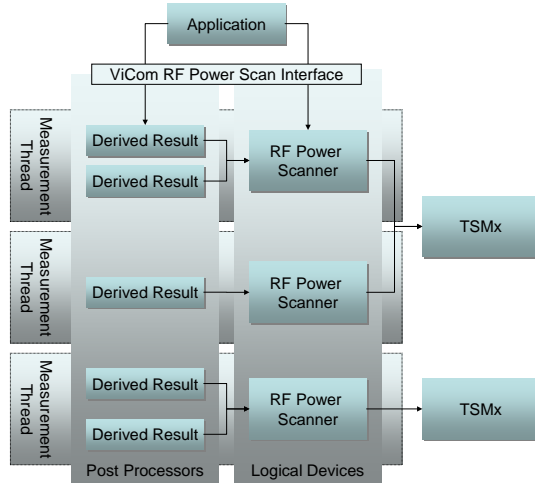 Application
ViCom RF Power Scan Interface
Measurement
Thread
Derived Result
Derived Result
RF Power
Scanner
TSMx
Measurement
Thread
Derived Result
RF Power
Scanner
Measurement
Thread
Derived Result
Derived Result
RF Power
Scanner
TSMx
Post Processors
Logical Devices